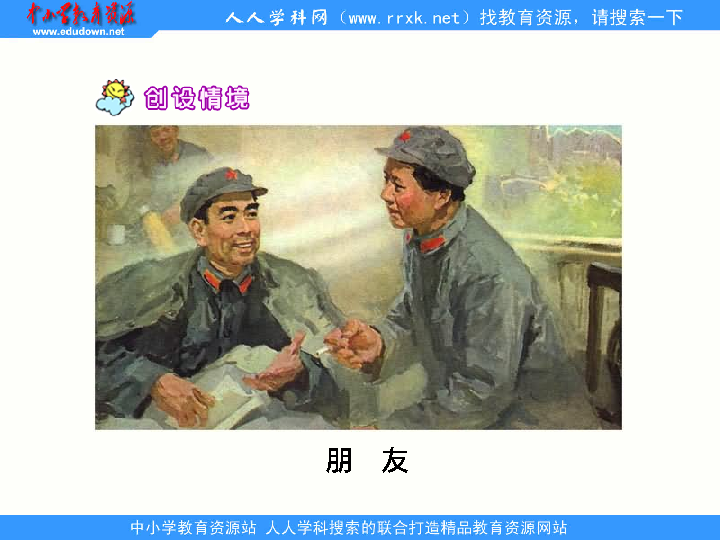 中小学教育资源
www.edudown.net
人人学科网（www.rrxk.net）找教育资源，请搜索一下
创设情境
朋 友
中小学教育资源站 人人学科搜索的联合打造精品教育资源网站